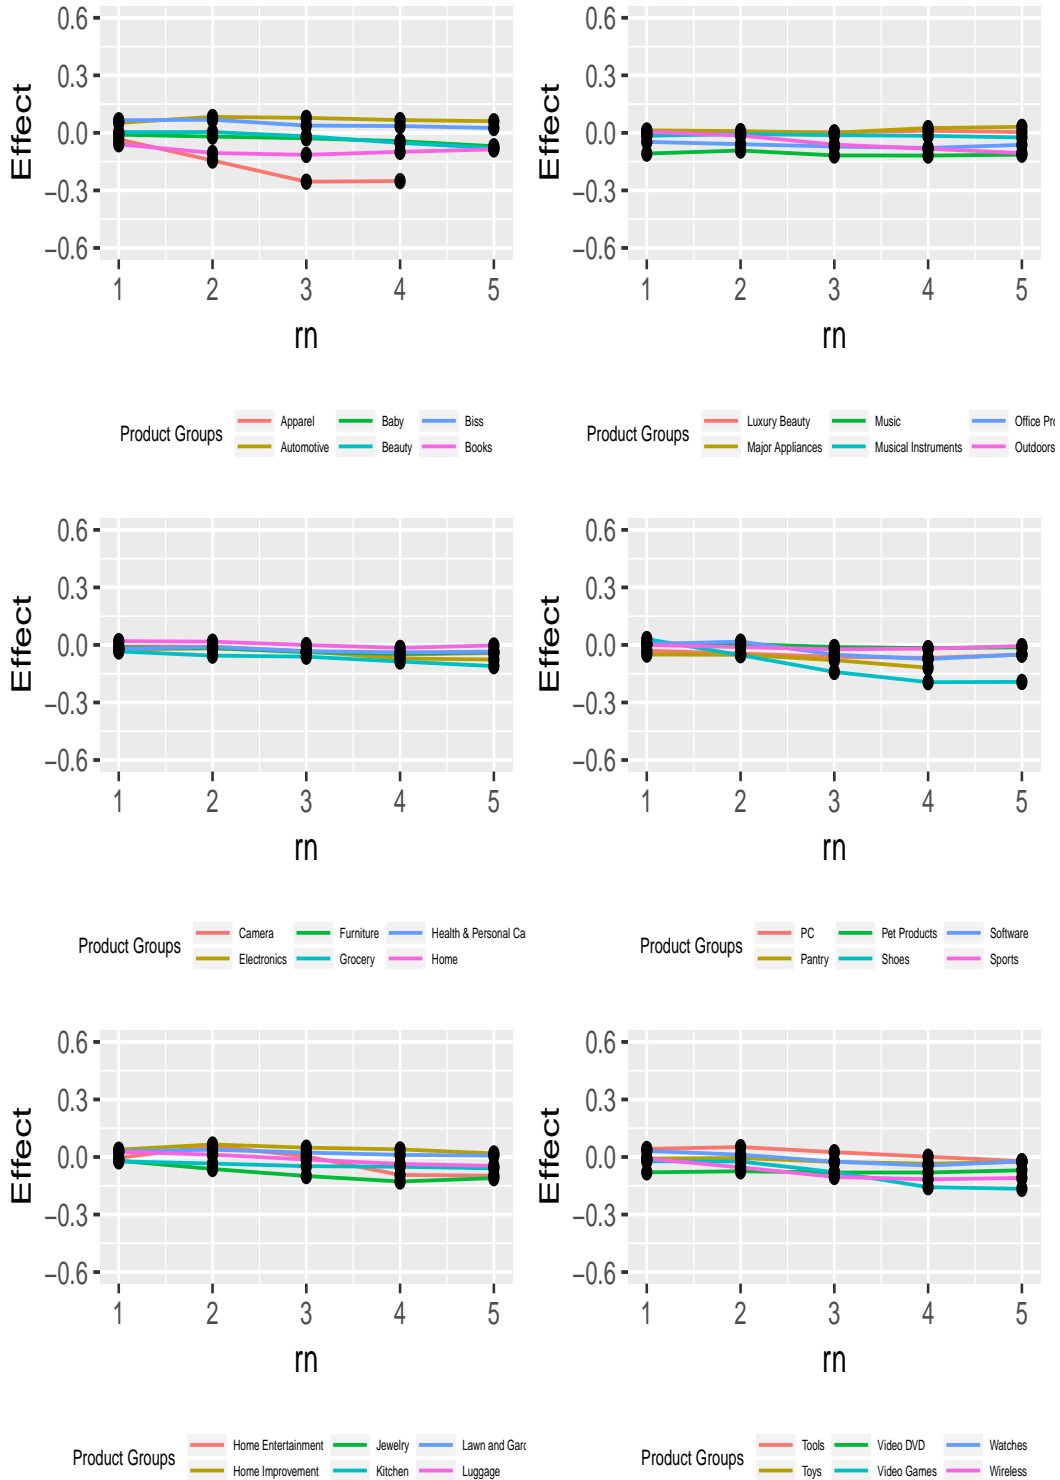 0.6
0.3
0.0
−0.3
−0.6
Effect
1 2 3 4 5
rn
Product Groups
Apparel Baby Biss
Automotive Beauty Books
0.6
0.3
0.0
−0.3
−0.6
Effect
1 2 3 4 5
rn
Product Groups
Luxury Beauty Music Office Pro
Major Appliances Musical Instruments Outdoors
0.6
0.3
0.0
−0.3
−0.6
Effect
1 2 3 4 5
rn
Product Groups
Camera Furniture Health & Personal Ca
Electronics Grocery Home
0.6
0.3
0.0
−0.3
−0.6
Effect
1 2 3 4 5
rn
Product Groups
PC Pet Products Software
Pantry Shoes Sports
0.6
0.3
0.0
−0.3
−0.6
Effect
1 2 3 4 5
rn
Product Groups
Home Entertainment Jewelry Lawn and Gard
Home Improvement Kitchen Luggage
0.6
0.3
0.0
−0.3
−0.6
Effect
1 2 3 4 5
rn
Product Groups
Tools Video DVD Watches
Toys Video Games Wireless